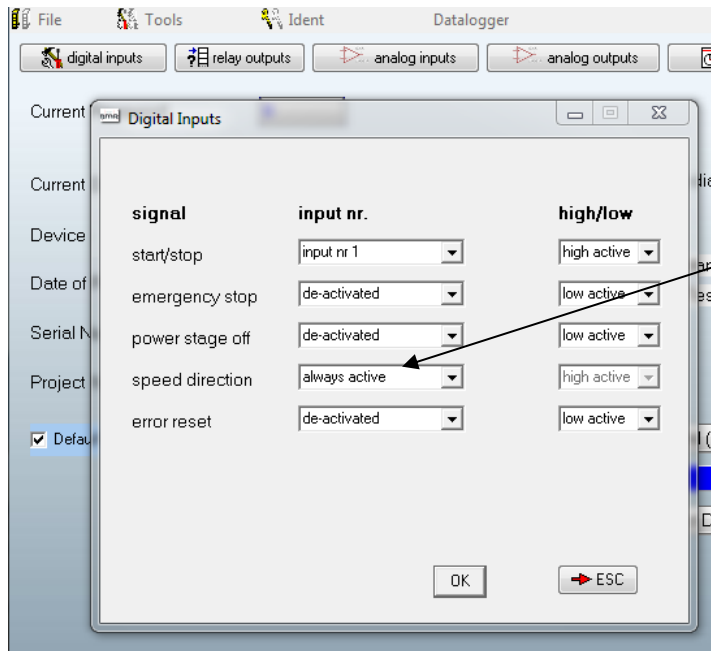 File Tools Ident Datalogger
digital inputs relay outputs analog inputs analog outputs
Current
Digital Inputs
Current
signal input nr. high/low
Device
start/stop input nr 1 high active
Date of
emergency stop de-activated low active
Serial N
power stage off de-activated low active
Project
speed direction always active high active
error reset de-activated low active
Defau
OK ESC